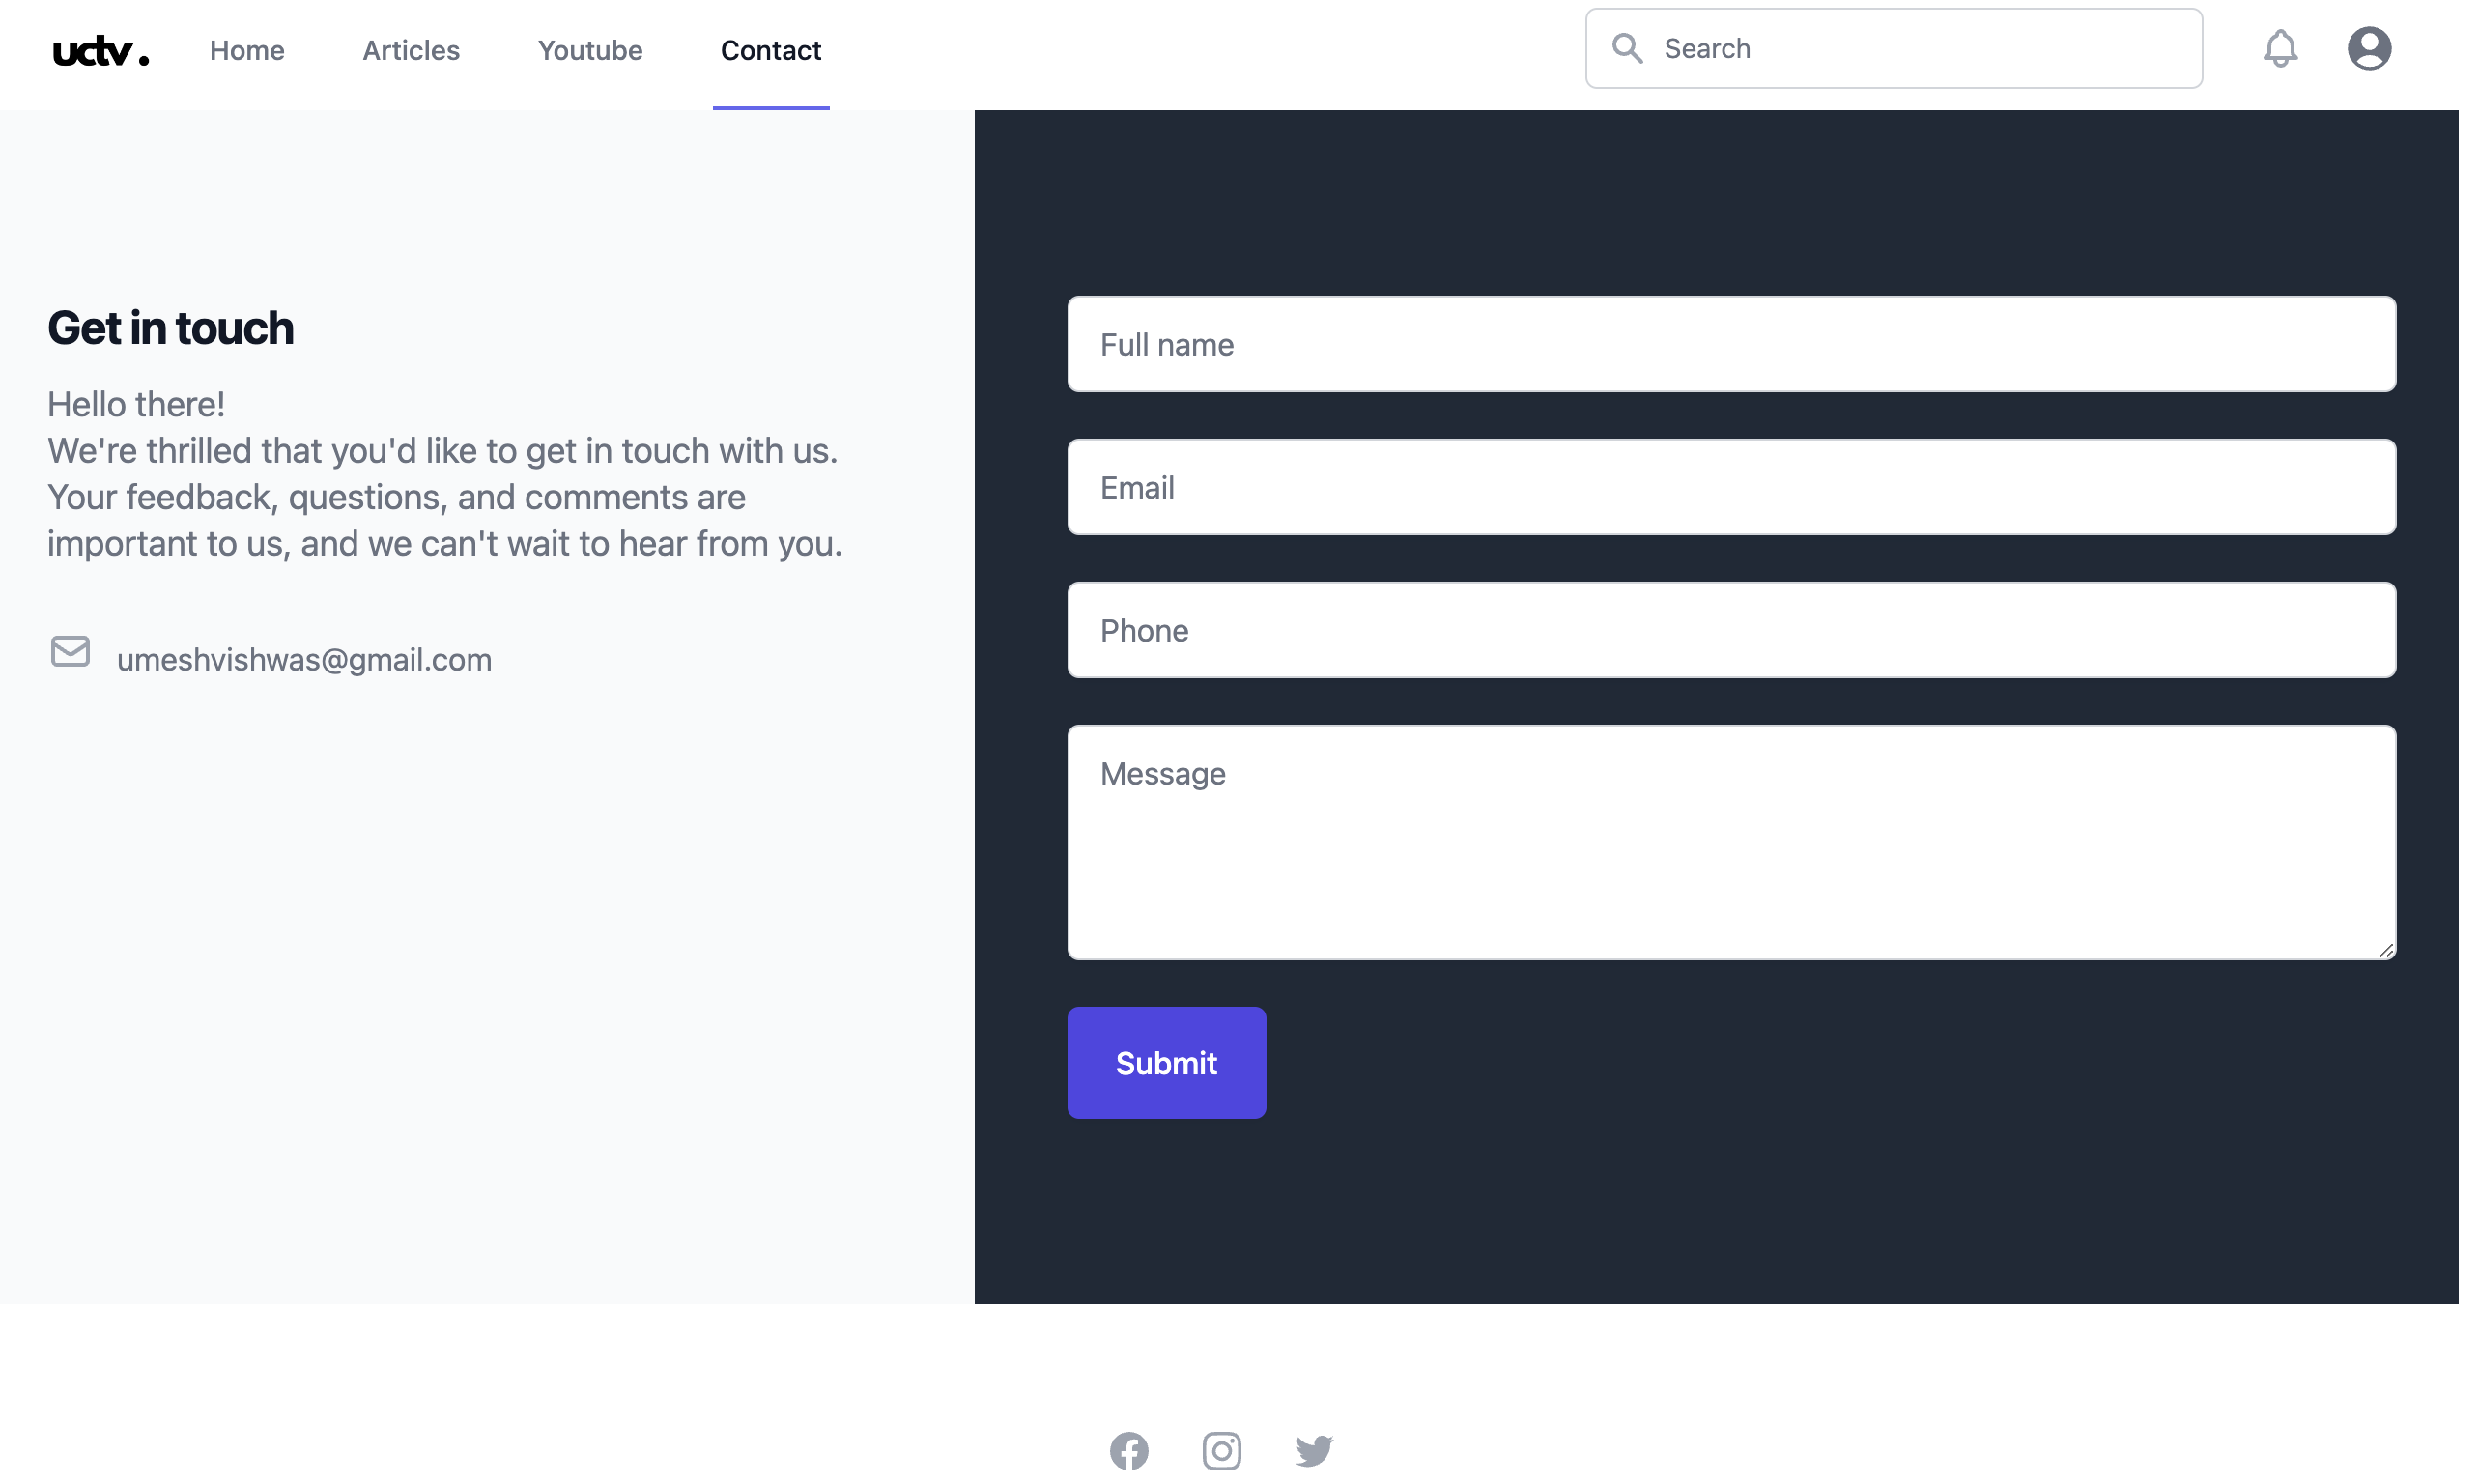 uctv.
Home
Articles
Youtube
Contact
Search
Get in touch
Hello there!
We're thrilled that you'd like to get in touch with us.
Your feedback, questions, and comments are
important to us, and we can't wait to hear from you.
umeshvishwas@gmail.com
Full name
Email
Phone
Message
Submit